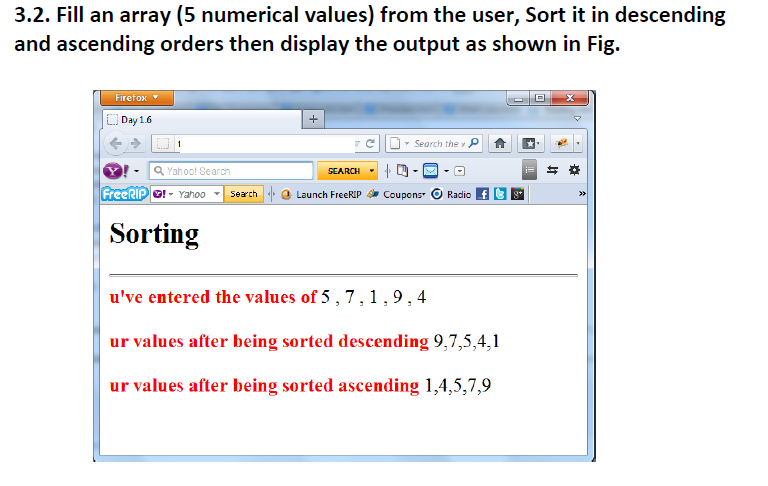 3.2. Fill an array (5 numerical values) from the user, Sort it in descending
and ascending orders then display the output as shown in Fig.
Firefox
Day 1.6
+
1
Search the
Y! Yahoo! Search SEARCH
FreeRIP Y! Yahoo Search Launch FreeRIP Coupons Radio f »
Sorting
u've entered the values of 5 , 7 , 1 , 9 , 4
ur values after being sorted descending 9,7,5,4,1
ur values after being sorted ascending 1,4,5,7,9